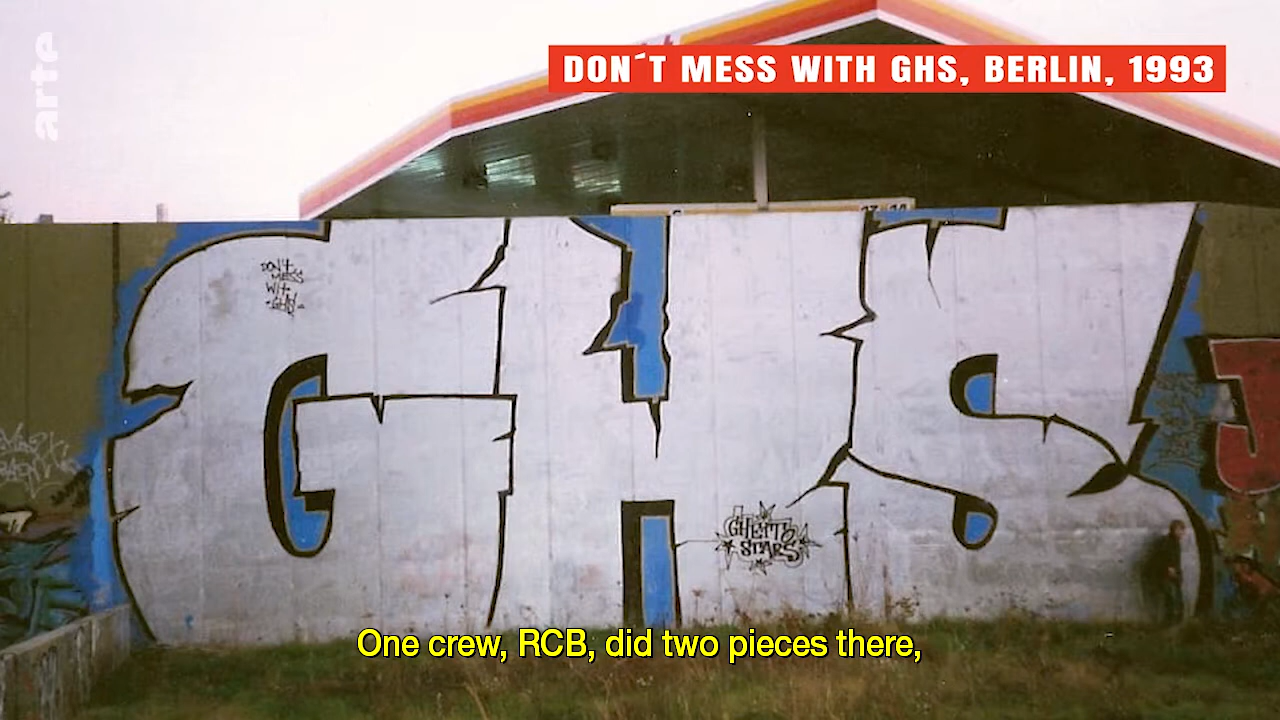 arte
DON´T MESS WITH GHS, BERLIN, 1993
DON'T
MESS
WIT
GHS
GHS
GHETTO
STARS
One crew, RCB, did two pieces there,